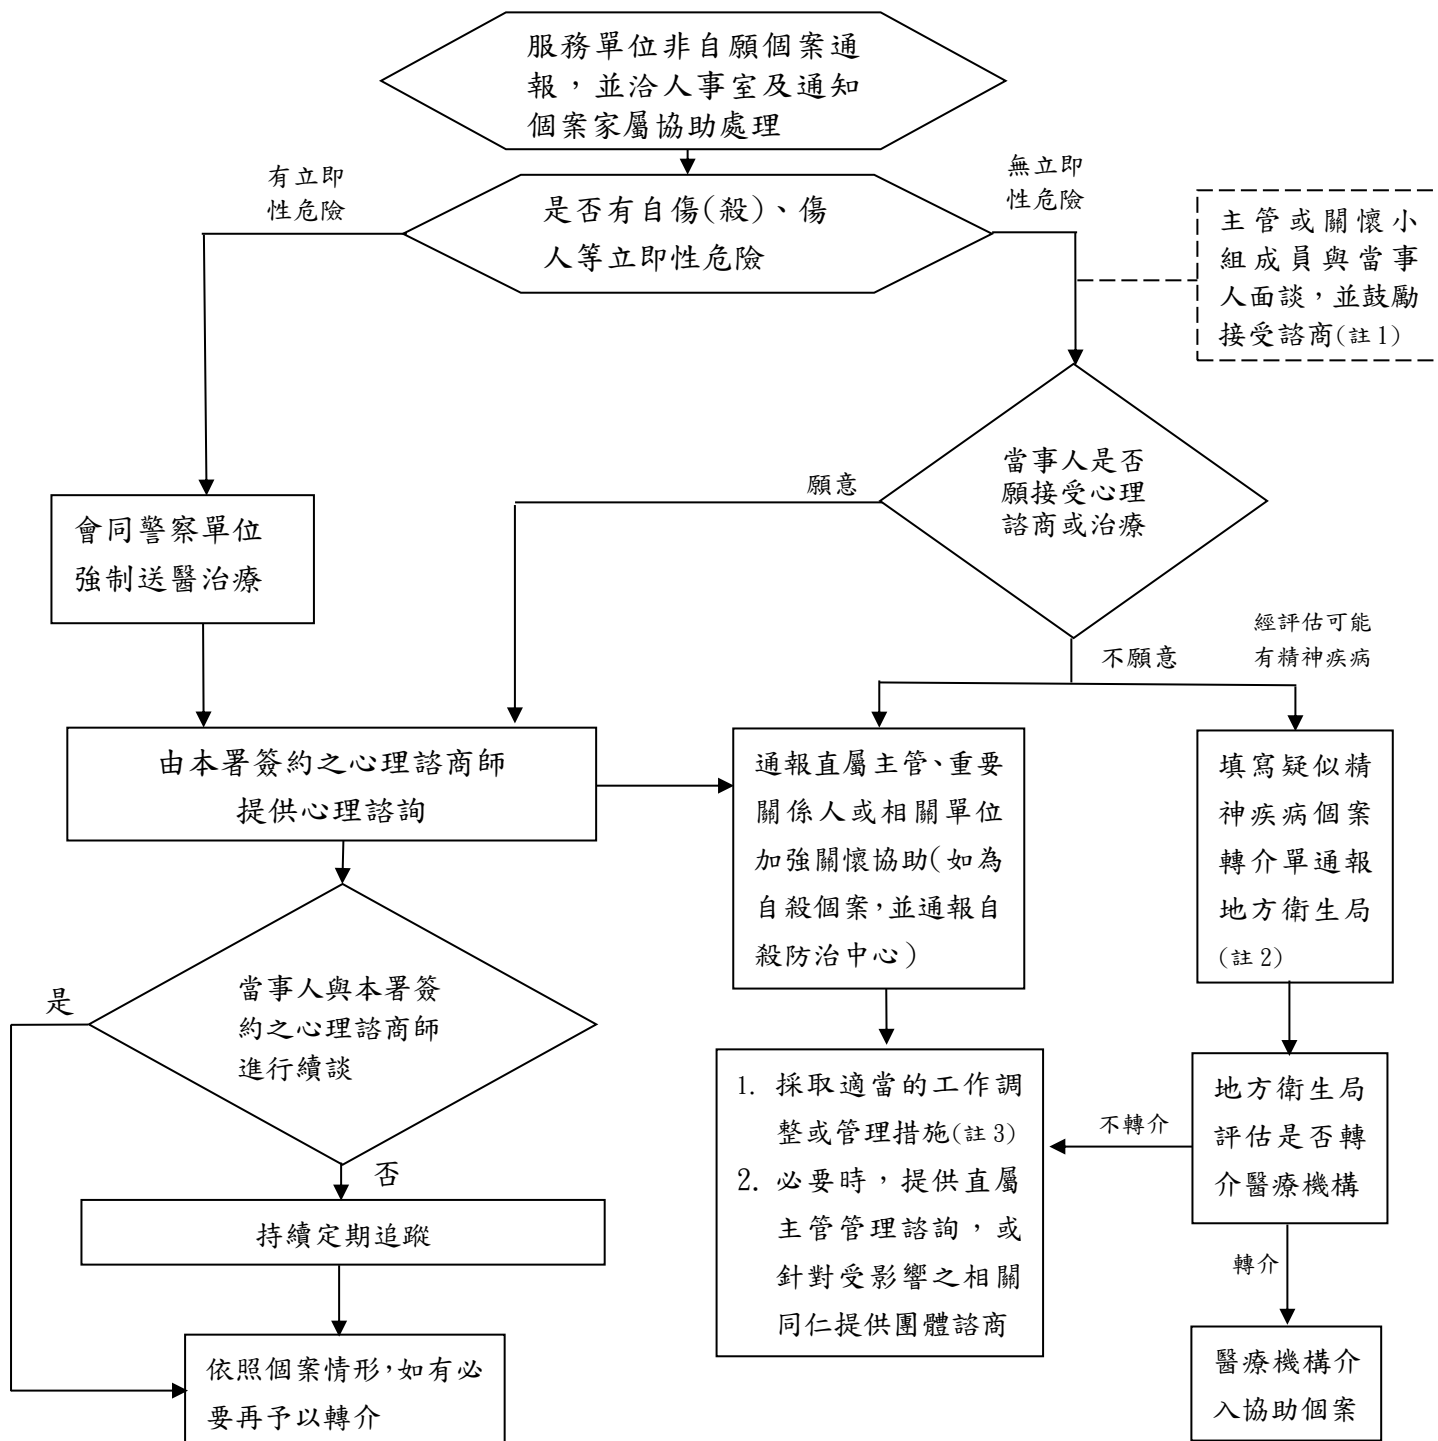 服務單位非自願個案通
報，並洽人事室及通知
個案家屬協助處理
有立即
性危險
是否有自傷(殺)、傷
人等立即性危險
無立即
性危險
主管或關懷小
組成員與當事
人面談，並鼓勵
接受諮商(註1)
當事人是否
願接受心理
諮商或治療
願意
會同警察單位
強制送醫治療
不願意
經評估可能
有精神疾病
由本署簽約之心理諮商師
提供心理諮詢
通報直屬主管、重要
關係人或相關單位
加強關懷協助(如為
自殺個案，並通報自
殺防治中心)
填寫疑似精
神疾病個案
轉介單通報
地方衛生局
(註2)
是
當事人與本署簽
約之心理諮商師
進行續談
否
持續定期追蹤
依照個案情形，如有必
要再予以轉介
1. 採取適當的工作調
整或管理措施(註3)
2. 必要時，提供直屬
主管管理諮詢，或
針對受影響之相關
同仁提供團體諮商
不轉介
地方衛生局
評估是否轉
介醫療機構
轉介
醫療機構介
入協助個案